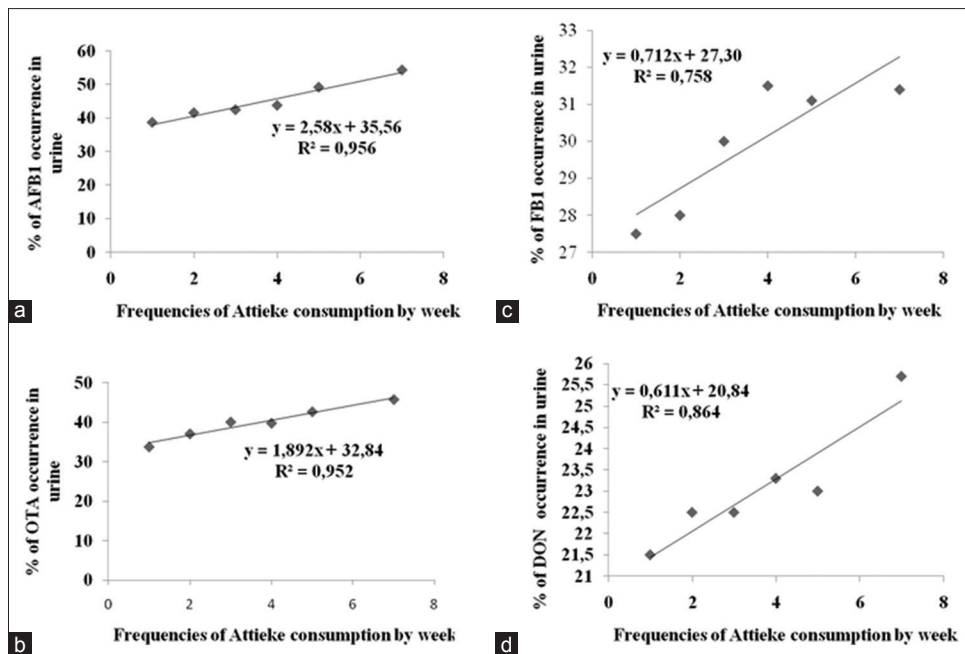 % of AFB1 occurrence in
urine
60
50
40
30
20
10
0
y = 2,58x + 35,56
R² = 0,956
0 2 4 6 8
Frequencies of Attieke consumption by week
a
% of OTA occurrence in
urine
50
40
30
20
10
0
y = 1,892x + 32,84
R² = 0,952
0 2 4 6 8
Frequencies of Attieke consumption by week
b
% of FB1 occurrence in urine
33
32
31
30
29
28
27
y = 0,712x + 27,30
R² = 0,758
0 2 4 6 8
Frequencies of Attieke consumption by week
c
% of DON occurrence in urine
26
25,5
25
24,5
24
23,5
23
22,5
22
21,5
21
y = 0,611x + 20,84
R² = 0,864
0 2 4 6 8
Frequencies of Attieke consumption by week
d